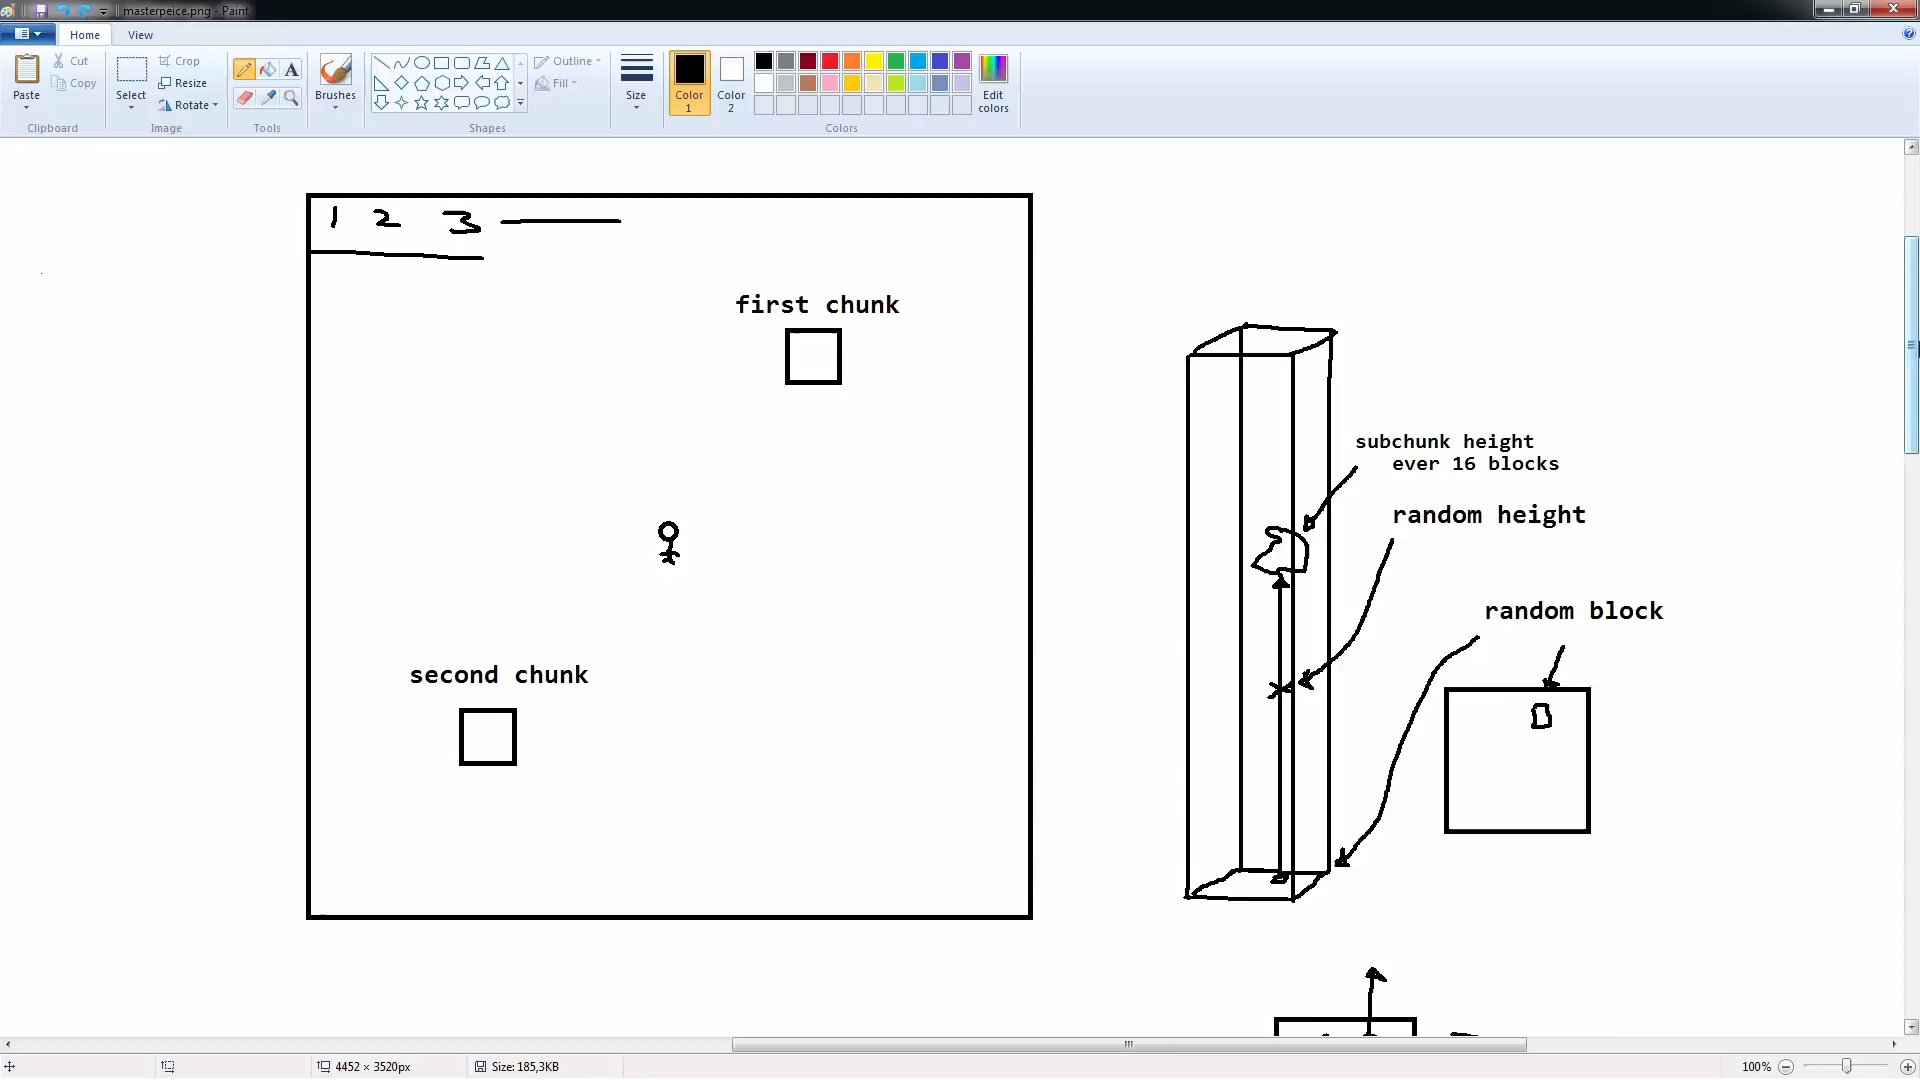 masterpeice.png - Paint
Home
View
Paste
Cut
Copy
Clipboard
Select
Crop
Resize
Rotate
Image
A
Tools
Brushes
Outline
Fill
Shapes
Size
Color 1
Color 2
Edit colors
Colors
1 2 3
first chunk
second chunk
subchunk height
ever 16 blocks
random height
random block
4452 × 3520px
Size: 185,3KB
100%